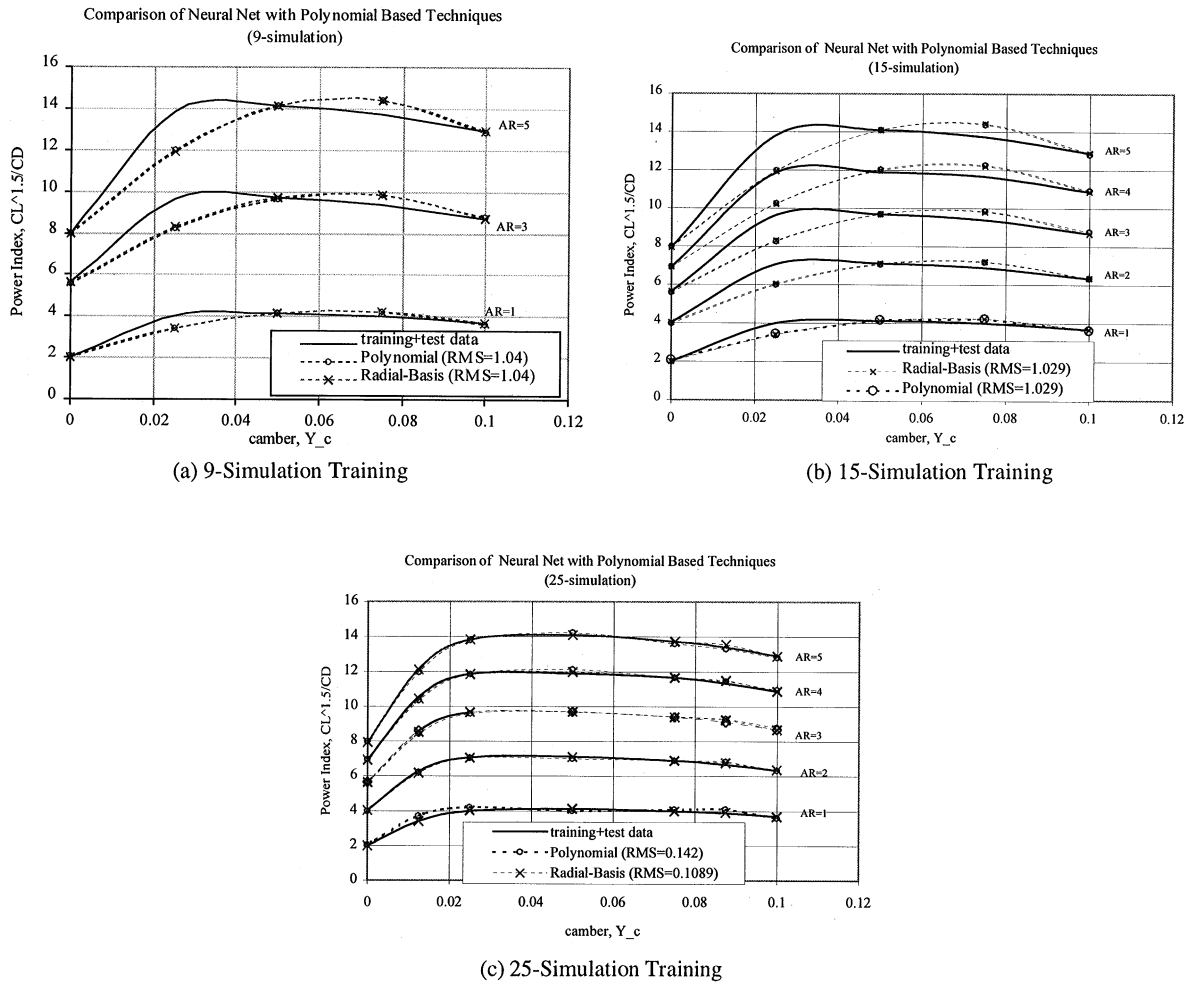 Comparison of Neural Net with Polynomial Based Techniques
(9-simulation)
16
14
12
10
8
6
4
2
0
Power Index, CL^1.5/CD
AR=5
AR=3
AR=1
training+test data
Polynomial (RMS=1.04)
Radial-Basis (RMS=1.04)
0 0.02 0.04 0.06 0.08 0.1 0.12
camber, Y_c
(a) 9-Simulation Training
Comparison of Neural Net with Polynomial Based Techniques
(15-simulation)
16
14
12
10
8
6
4
2
0
Power Index, CL^1.5/CD
AR=5
AR=4
AR=3
AR=2
AR=1
training+test data
Radial-Basis (RMS=1.029)
Polynomial (RMS=1.029)
0 0.02 0.04 0.06 0.08 0.1 0.12
camber, Y_c
(b) 15-Simulation Training
Comparison of Neural Net with Polynomial Based Techniques
(25-simulation)
16
14
12
10
8
6
4
2
0
Power Index, CL^1.5/CD
AR=5
AR=4
AR=3
AR=2
AR=1
training+test data
Polynomial (RMS=0.142)
Radial-Basis (RMS=0.1089)
0 0.02 0.04 0.06 0.08 0.1 0.12
camber, Y_c
(c) 25-Simulation Training